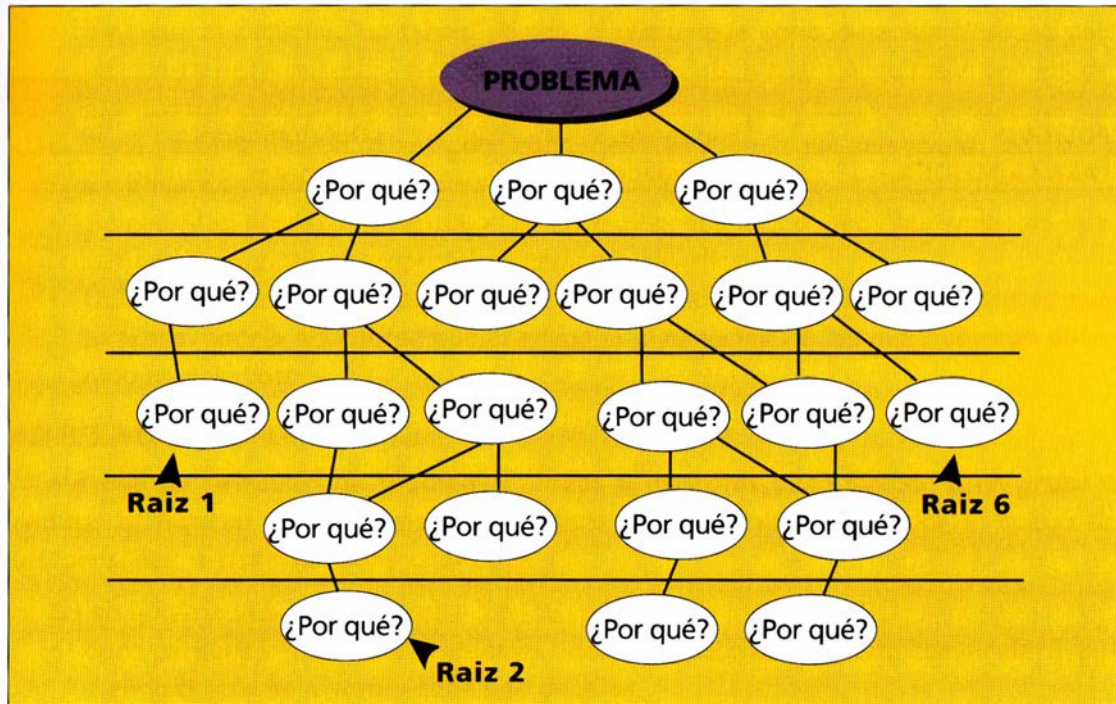 PROBLEMA
¿Por qué? ¿Por qué? ¿Por qué?
¿Por qué? ¿Por qué? ¿Por qué? ¿Por qué? ¿Por qué? ¿Por qué?
¿Por qué? ¿Por qué? ¿Por qué? ¿Por qué? ¿Por qué? ¿Por qué?
Raiz 1 Raiz 6
¿Por qué? ¿Por qué? ¿Por qué? ¿Por qué?
¿Por qué? ¿Por qué? ¿Por qué?
Raiz 2